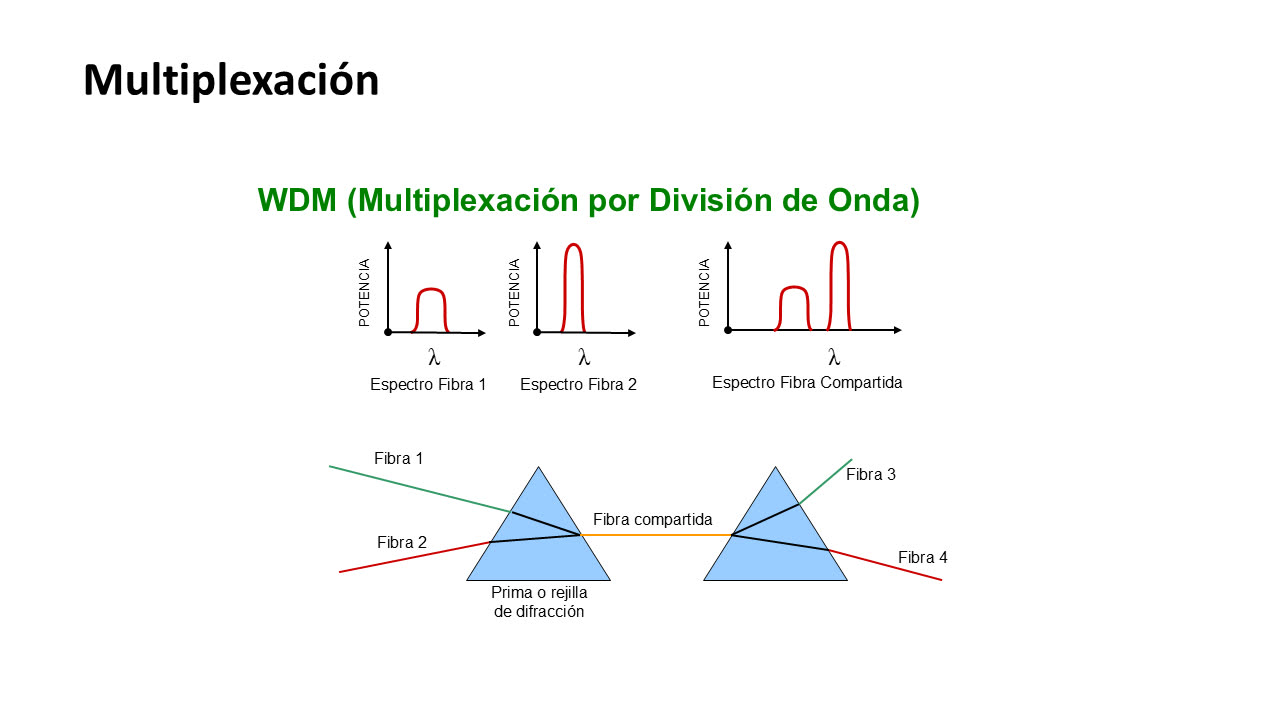 Multiplexación
WDM (Multiplexación por División de Onda)
POTENCIA
λ
Espectro Fibra 1
POTENCIA
λ
Espectro Fibra 2
POTENCIA
λ
Espectro Fibra Compartida
Fibra 1
Fibra 2
Fibra compartida
Fibra 3
Fibra 4
Prima o rejilla
de difracción